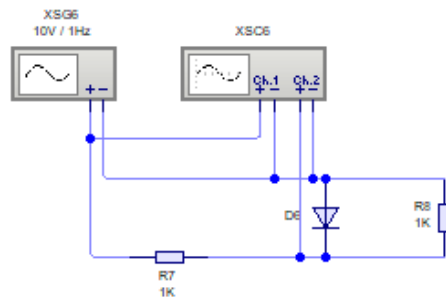 XSG6
10V / 1Hz
XSC6
+ −
Ch.1
+ −
Ch.2
+ −
D6
R8
1K
R7
1K